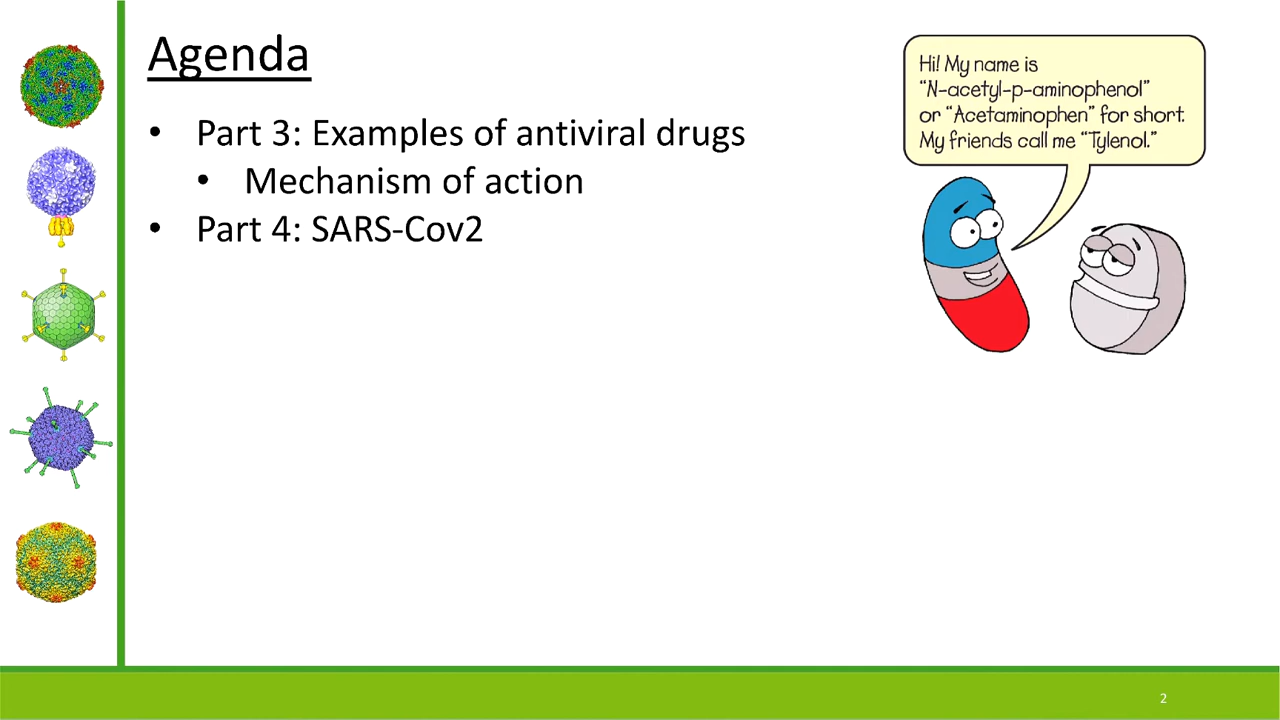 Agenda
• Part 3: Examples of antiviral drugs
• Mechanism of action
• Part 4: SARS-Cov2
Hi! My name is
“N-acetyl-p-aminophenol”
or “Acetaminophen” for short.
My friends call me “Tylenol.”
2